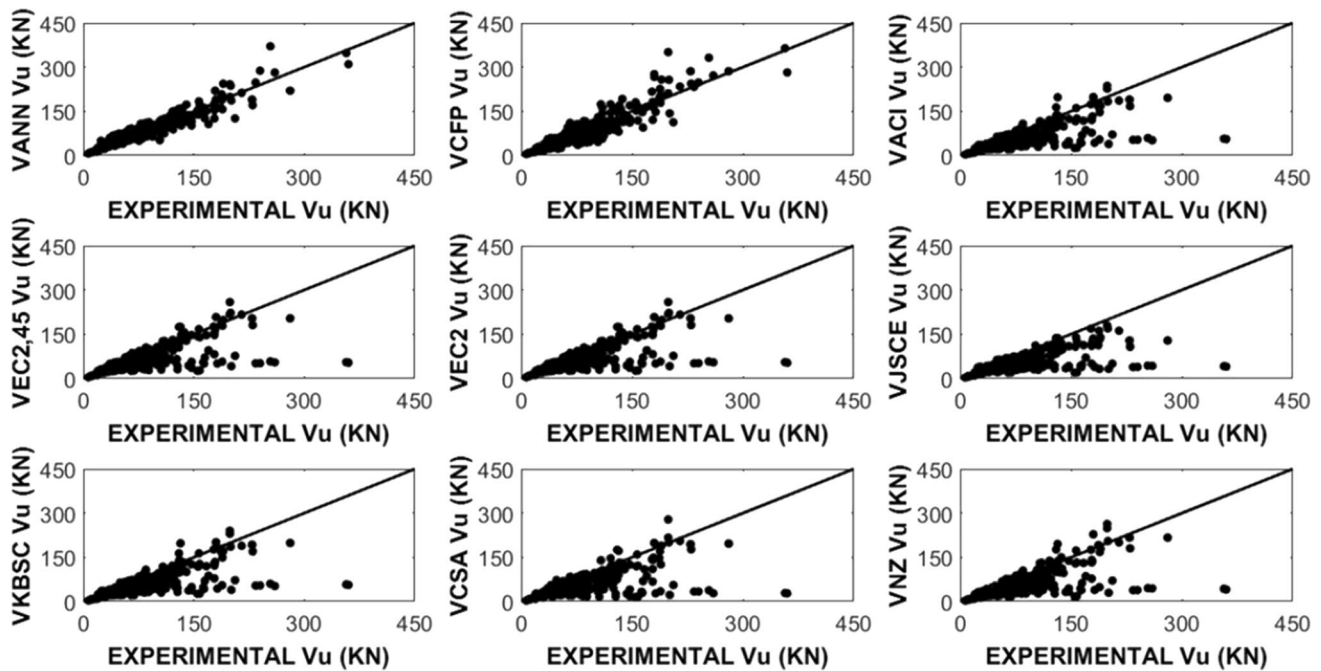 VANN Vu (KN)
450
300
150
0
0 150 300 450
EXPERIMENTAL Vu (KN)
VCFP Vu (KN)
450
300
150
0
0 150 300 450
EXPERIMENTAL Vu (KN)
VACI Vu (KN)
450
300
150
0
0 150 300 450
EXPERIMENTAL Vu (KN)
VEC2,45 Vu (KN)
450
300
150
0
0 150 300 450
EXPERIMENTAL Vu (KN)
VEC2 Vu (KN)
450
300
150
0
0 150 300 450
EXPERIMENTAL Vu (KN)
VJSCE Vu (KN)
450
300
150
0
0 150 300 450
EXPERIMENTAL Vu (KN)
VKBSC Vu (KN)
450
300
150
0
0 150 300 450
EXPERIMENTAL Vu (KN)
VCSA Vu (KN)
450
300
150
0
0 150 300 450
EXPERIMENTAL Vu (KN)
VNZ Vu (KN)
450
300
150
0
0 150 300 450
EXPERIMENTAL Vu (KN)